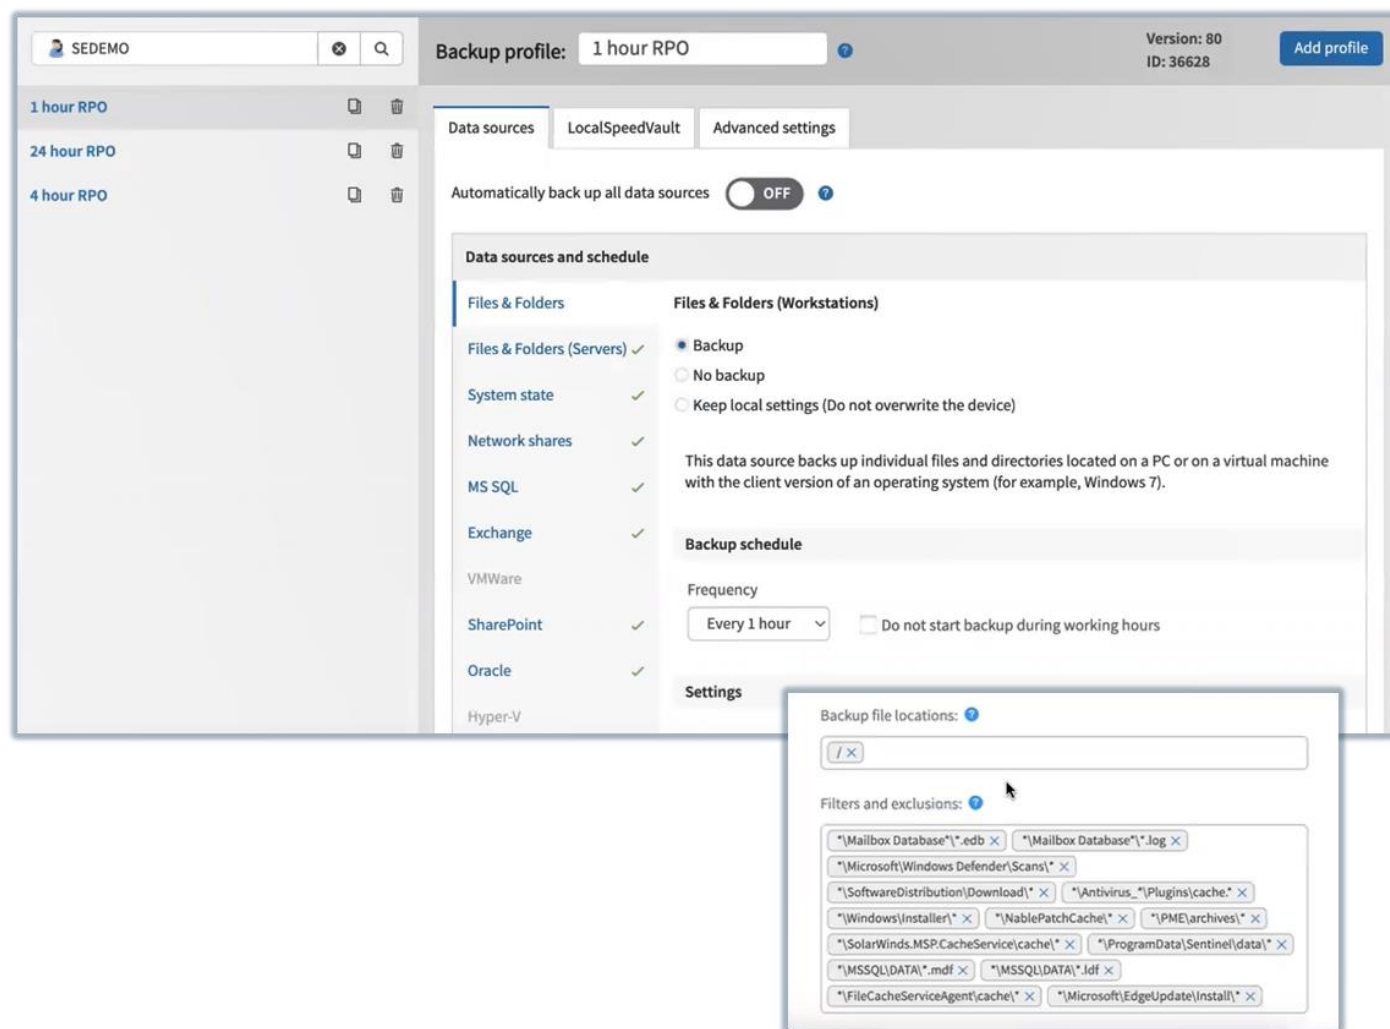 SEDEMO
1 hour RPO
24 hour RPO
4 hour RPO
Backup profile: 1 hour RPO
Version: 80
ID: 36628
Add profile
Data sources
LocalSpeedVault
Advanced settings
Automatically back up all data sources OFF
Data sources and schedule
Files & Folders
Files & Folders (Servers)
System state
Network shares
MS SQL
Exchange
VMWare
SharePoint
Oracle
Hyper-V
Files & Folders (Workstations)
Backup
No backup
Keep local settings (Do not overwrite the device)
This data source backs up individual files and directories located on a PC or on a virtual machine
with the client version of an operating system (for example, Windows 7).
Backup schedule
Frequency
Every 1 hour
Do not start backup during working hours
Settings
Backup file locations:
/
Filters and exclusions:
*\Mailbox Database*\*.edb *\Mailbox Database*\*.log
*\Microsoft\Windows Defender\Scans\*
*\SoftwareDistribution\Download\* *\Antivirus_*\Plugins\cache.*
*\Windows\Installer\* *\NablePatchCache\* *\PME\archives\*
*\SolarWinds.MSP.CacheService\cache\* *\ProgramData\Sentinel\data\*
*\MSSQL\DATA\*.mdf *\MSSQL\DATA\*.ldf
*\FileCacheServiceAgent\cache\* *\Microsoft\EdgeUpdate\Install\*